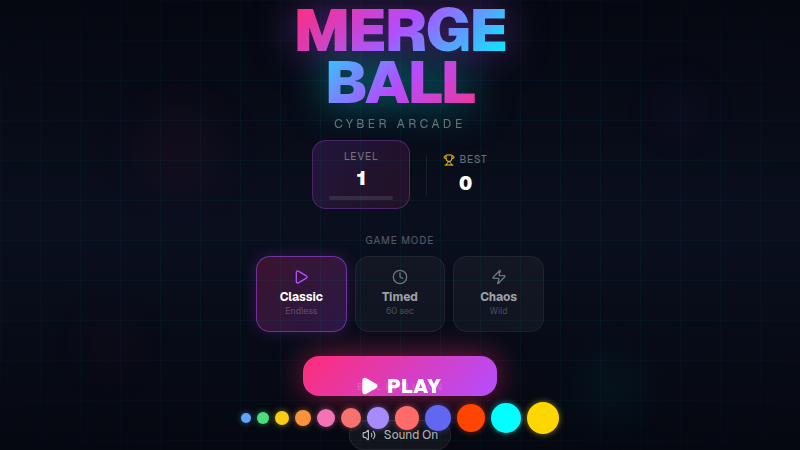 MERGE
BALL
CYBER ARCADE
LEVEL
1
BEST
0
GAME MODE
Classic
Endless
Timed
60 sec
Chaos
Wild
PLAY
Sound On